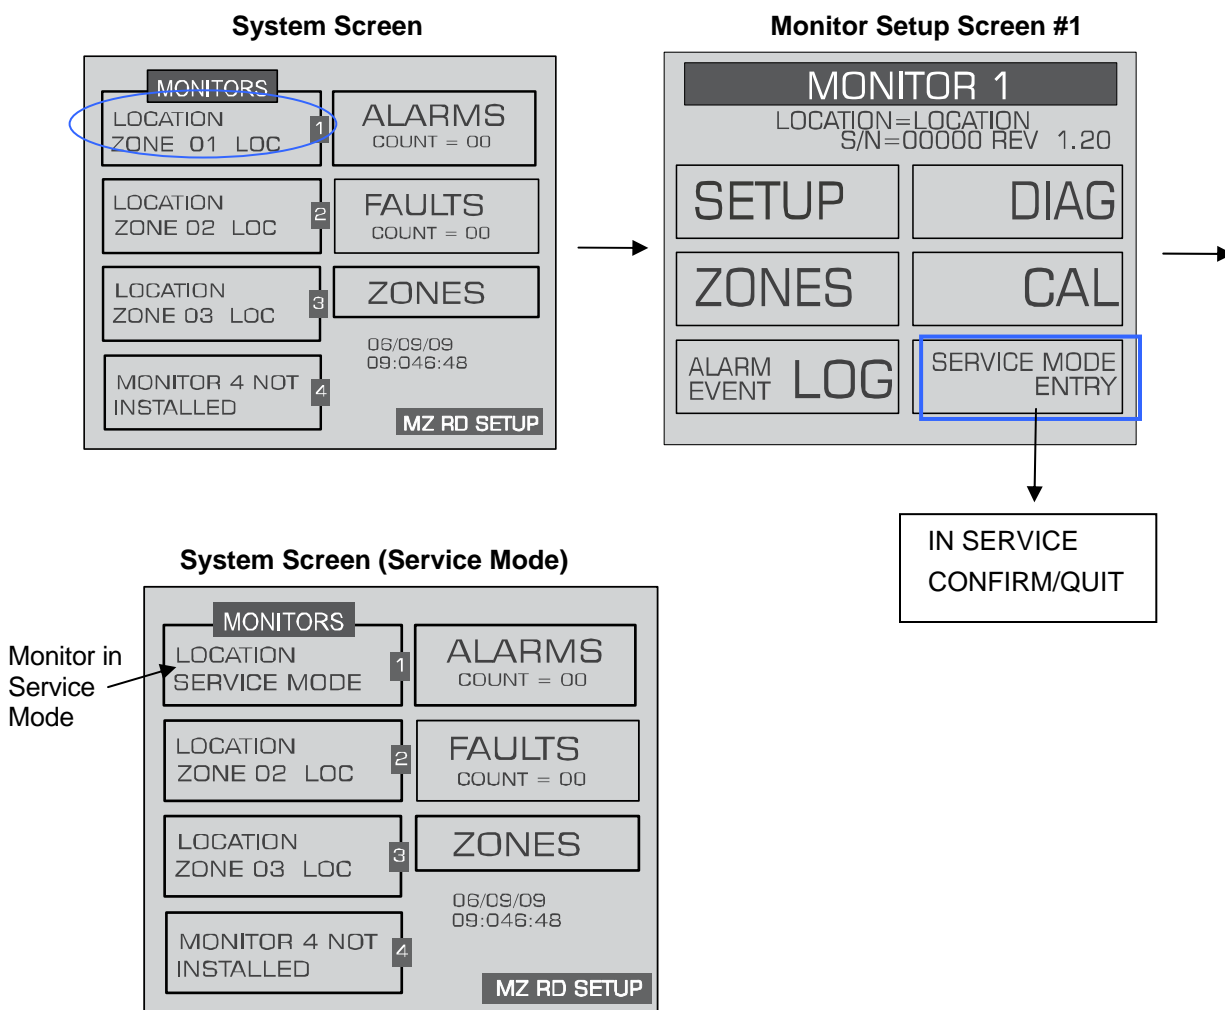 System Screen
MONITORS
LOCATION
ZONE 01 LOC
1
ALARMS
COUNT = 00
LOCATION
ZONE 02 LOC
2
FAULTS
COUNT = 00
LOCATION
ZONE 03 LOC
3
ZONES
06/09/09
09:046:48
MONITOR 4 NOT
INSTALLED
4
MZ RD SETUP
Monitor Setup Screen #1
MONITOR 1
LOCATION=LOCATION
S/N=00000 REV 1.20
SETUP
DIAG
ZONES
CAL
ALARM
EVENT LOG
SERVICE MODE
ENTRY
IN SERVICE
CONFIRM/QUIT
System Screen (Service Mode)
Monitor in
Service
Mode
MONITORS
LOCATION
SERVICE MODE
1
ALARMS
COUNT = 00
LOCATION
ZONE 02 LOC
2
FAULTS
COUNT = 00
LOCATION
ZONE 03 LOC
3
ZONES
06/09/09
09:046:48
MONITOR 4 NOT
INSTALLED
4
MZ RD SETUP